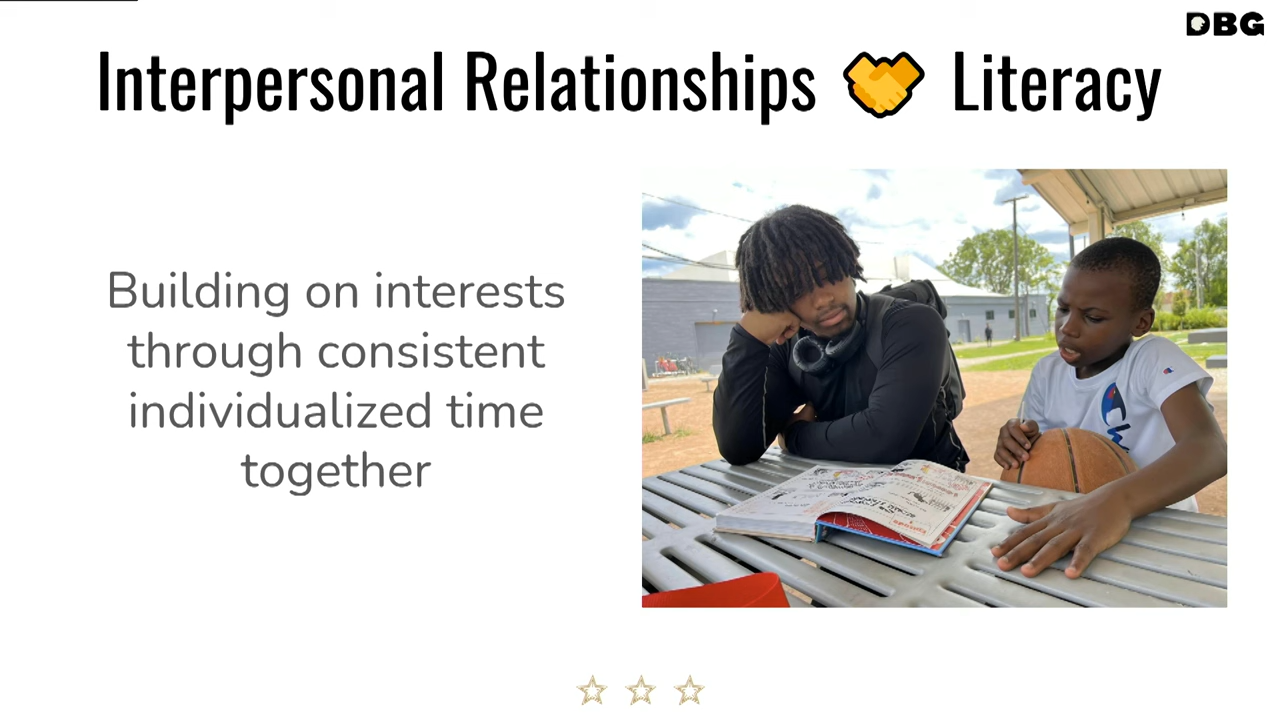 DBG
Interpersonal Relationships 🤝 Literacy
Building on interests
through consistent
individualized time
together